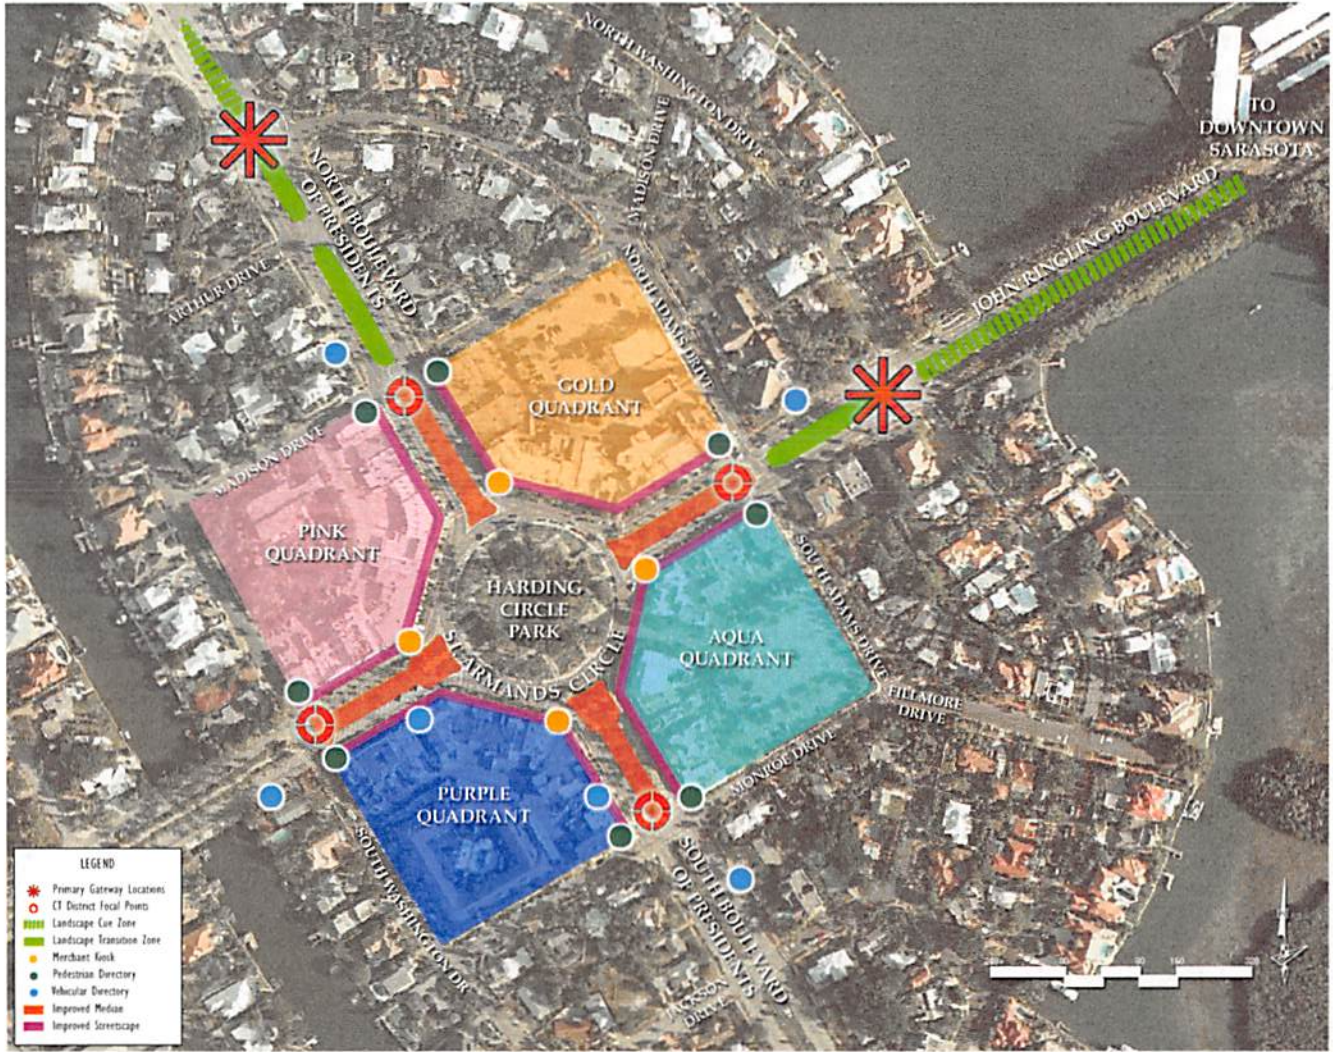 NORTH WASHINGTON DRIVE
MADISON DRIVE
TO
DOWNTOWN
SARASOTA
JOHN RINGLING BOULEVARD
NORTH BOULEVARD
OF PRESIDENTS
ARTHUR DRIVE
NORTH ADAMS DRIVE
GOLD
QUADRANT
MADISON DRIVE
PINK
QUADRANT
HARDING
CIRCLE
PARK
ST. ARMANDS CIRCLE
AQUA
QUADRANT
SOUTH ADAMS DRIVE
FILLMORE
DRIVE
MONROE DRIVE
PURPLE
QUADRANT
SOUTH WASHINGTON DR
SOUTH BOULEVARD
OF PRESIDENTS
JACKSON
DRIVE
LEGEND
Primary Gateway Locations
CT District Focal Points
Landscape Cue Zone
Landscape Transition Zone
Merchant Kiosk
Pedestrian Directory
Vehicular Directory
Improved Median
Improved Streetscape